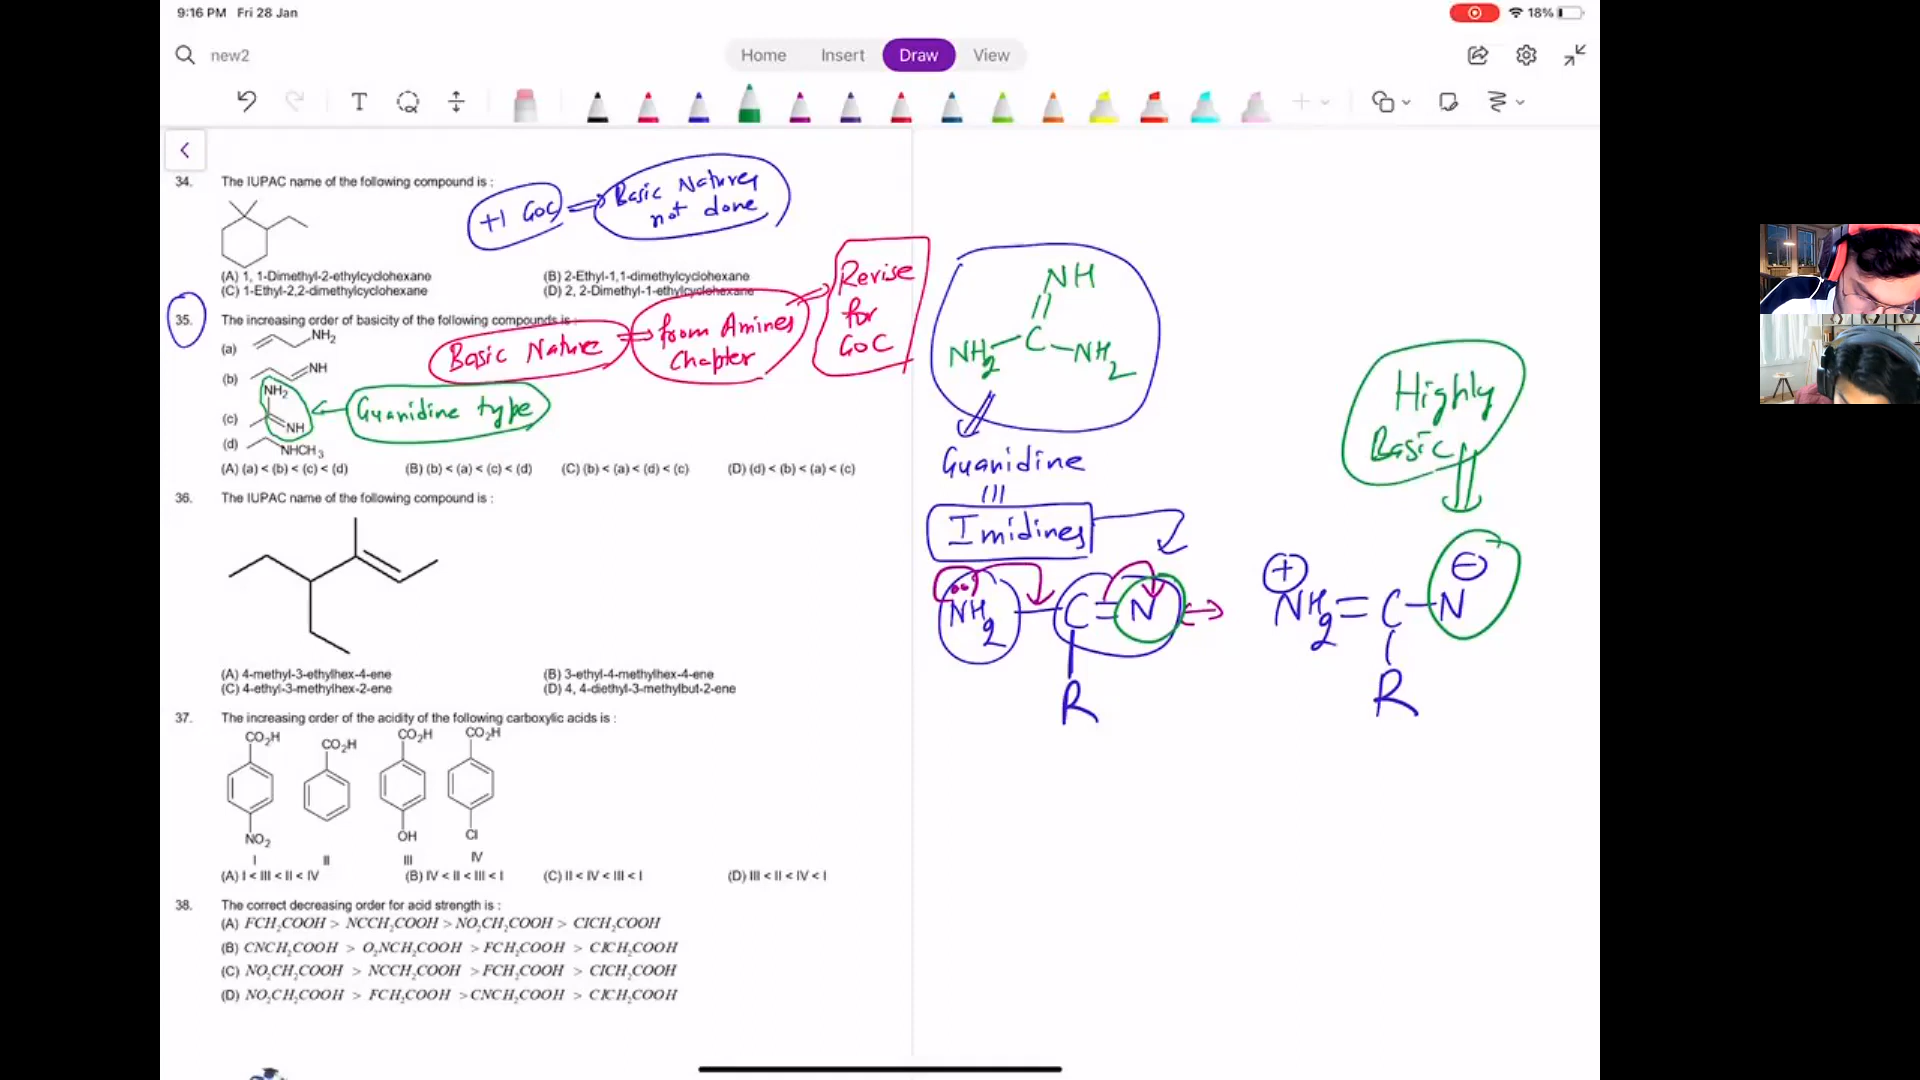 9:16 PM Fri 28 Jan
18%
new2
Home Insert Draw View
34. The IUPAC name of the following compound is :
+1 GOC ⇒ Basic Natures not done
(A) 1, 1-Dimethyl-2-ethylcyclohexane (B) 2-Ethyl-1,1-dimethylcyclohexane
(C) 1-Ethyl-2,2-dimethylcyclohexane (D) 2, 2-Dimethyl-1-ethylcyclohexane
35. The increasing order of basicity of the following compounds is :
Basic Nature ⇒ from Amines Chapter ⇒ Revise for GOC
(a) NH2
(b) NH
(c) NH2 NH
Guanidine type
(d) NHCH3
(A) (a) < (b) < (c) < (d) (B) (b) < (a) < (c) < (d) (C) (b) < (a) < (d) < (c) (D) (d) < (b) < (a) < (c)
36. The IUPAC name of the following compound is :
(A) 4-methyl-3-ethylhex-4-ene (B) 3-ethyl-4-methylhex-4-ene
(C) 4-ethyl-3-methylhex-2-ene (D) 4, 4-diethyl-3-methylbut-2-ene
37. The increasing order of the acidity of the following carboxylic acids is :
CO2H CO2H CO2H CO2H
NO2 OH Cl
I II III IV
(A) I < III < II < IV (B) IV < II < III < I (C) II < IV < III < I (D) III < II < IV < I
38. The correct decreasing order for acid strength is :
(A) FCH2COOH > NCCH2COOH > NO2CH2COOH > ClCH2COOH
(B) CNCH2COOH > O2NCH2COOH > FCH2COOH > ClCH2COOH
(C) NO2CH2COOH > NCCH2COOH > FCH2COOH > ClCH2COOH
(D) NO2CH2COOH > FCH2COOH > CNCH2COOH > ClCH2COOH
NH
NH2 C NH2
Guanidine
Imidines
NH2 C = N
R
Highly Basic
⊕ ⊖
NH2 = C - N
R